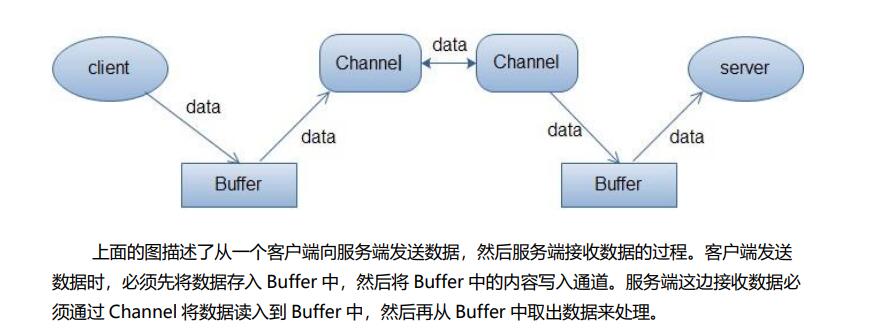 data
client
Channel
Channel
server
data
data
data
data
Buffer
Buffer
上面的图描述了从一个客户端向服务端发送数据，然后服务端接收数据的过程。客户端发送
数据时，必须先将数据存入 Buffer 中，然后将 Buffer 中的内容写入通道。服务端这边接收数据必
须通过 Channel 将数据读入到 Buffer 中，然后再从 Buffer 中取出数据来处理。